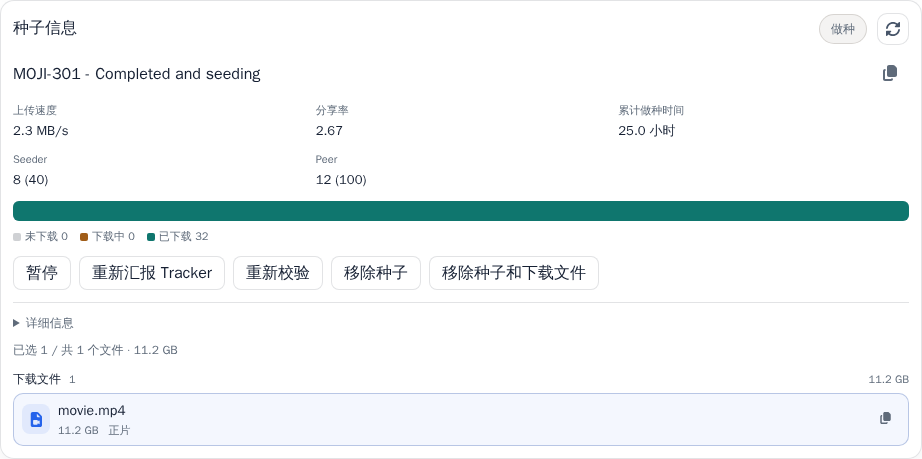 种子信息
做种
MOJI-301 - Completed and seeding
上传速度 分享率 累计做种时间
2.3 MB/s 2.67 25.0 小时
Seeder Peer
8 (40) 12 (100)
未下载 0 下载中 0 已下载 32
暂停 重新汇报 Tracker 重新校验 移除种子 移除种子和下载文件
详细信息
已选 1 / 共 1 个文件 · 11.2 GB
下载文件 1 11.2 GB
movie.mp4
11.2 GB 正片